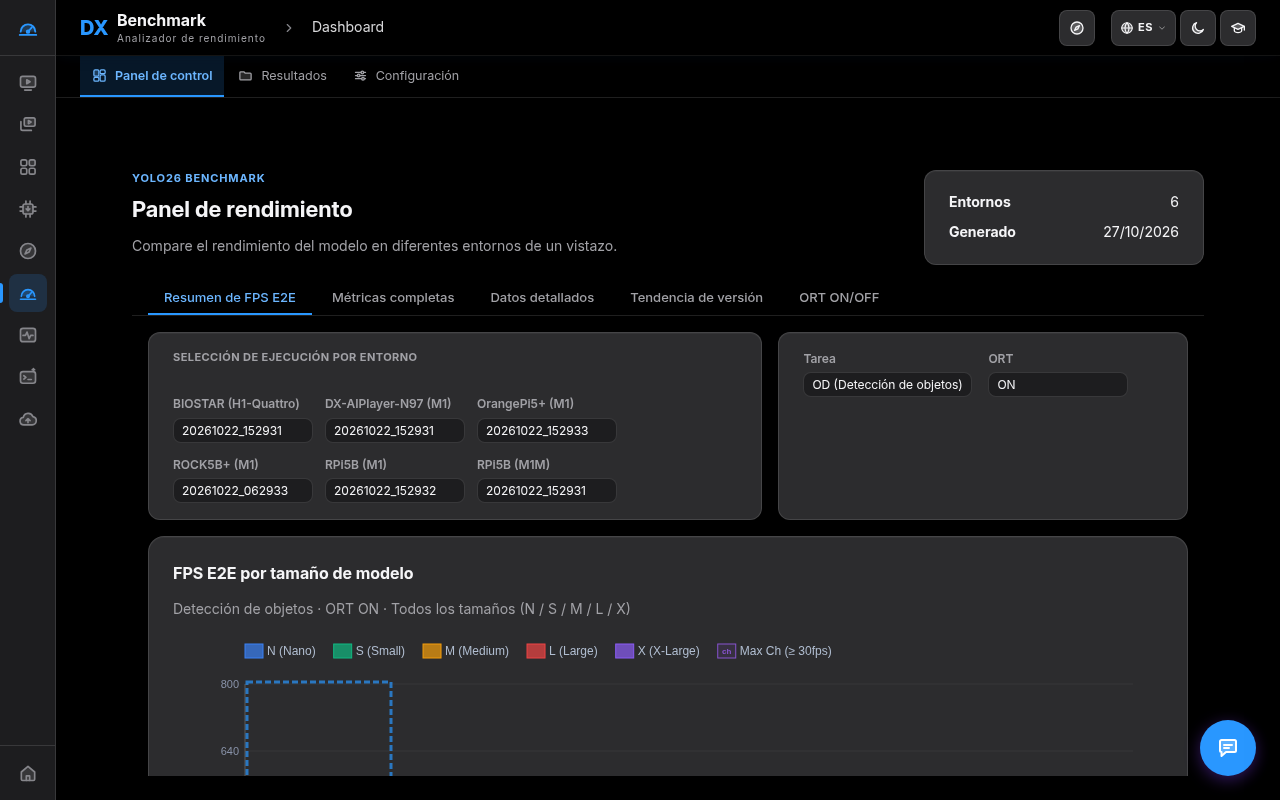 DX
Benchmark
Analizador de rendimiento
Dashboard
ES
Panel de control
Resultados
Configuración
YOLO26 BENCHMARK
Panel de rendimiento
Compare el rendimiento del modelo en diferentes entornos de un vistazo.
Entornos 6
Generado 27/10/2026
Resumen de FPS E2E
Métricas completas
Datos detallados
Tendencia de versión
ORT ON/OFF
SELECCIÓN DE EJECUCIÓN POR ENTORNO
BIOSTAR (H1-Quattro) DX-AIPlayer-N97 (M1) OrangePi5+ (M1)
20261022_152931 20261022_152931 20261022_152933
ROCK5B+ (M1) RPi5B (M1) RPi5B (M1M)
20261022_062933 20261022_152932 20261022_152931
Tarea ORT
OD (Detección de objetos) ON
FPS E2E por tamaño de modelo
Detección de objetos · ORT ON · Todos los tamaños (N / S / M / L / X)
N (Nano) S (Small) M (Medium) L (Large) X (X-Large) ch Max Ch (≥ 30fps)
800
640